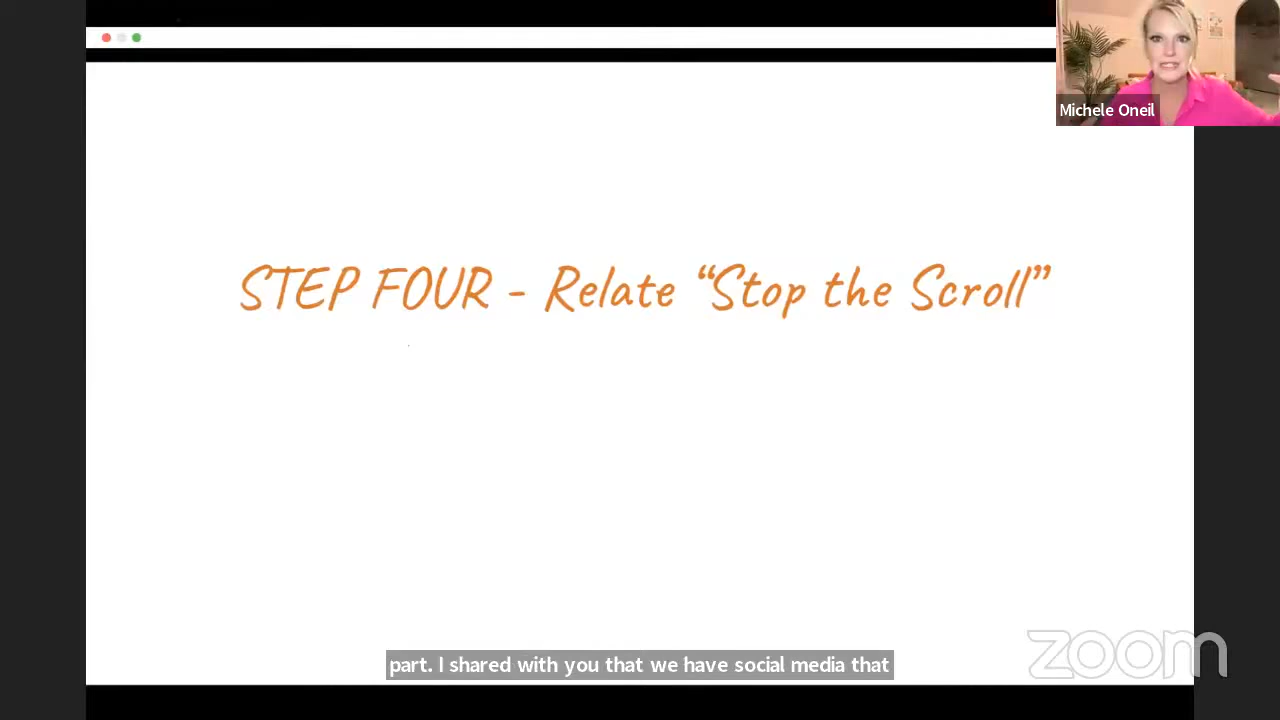 Michele Oneil
STEP FOUR - Relate “Stop the Scroll”
part. I shared with you that we have social media that
zoom